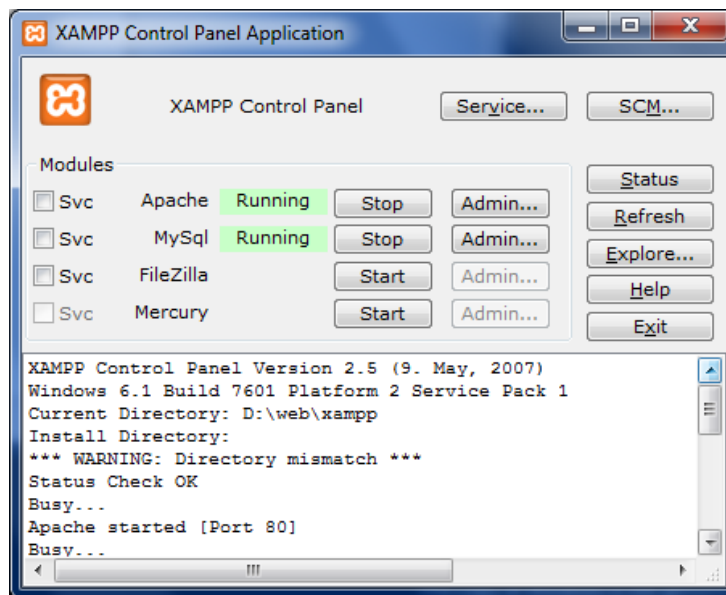 XAMPP Control Panel Application
XAMPP Control Panel Service... SCM...
Modules
Svc Apache Running Stop Admin...
Svc MySql Running Stop Admin...
Svc FileZilla Start Admin...
Svc Mercury Start Admin...
Status
Refresh
Explore...
Help
Exit
XAMPP Control Panel Version 2.5 (9. May, 2007)
Windows 6.1 Build 7601 Platform 2 Service Pack 1
Current Directory: D:\web\xampp
Install Directory:
*** WARNING: Directory mismatch ***
Status Check OK
Busy...
Apache started [Port 80]
Busy...